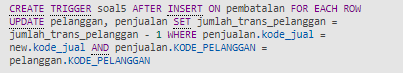 CREATE TRIGGER soal5 AFTER INSERT ON pembatalan FOR EACH ROW
UPDATE pelanggan, penjualan SET jumlah_trans_pelanggan =
jumlah_trans_pelanggan - 1 WHERE penjualan.kode_jual =
new.kode_jual AND penjualan.KODE_PELANGGAN =
pelanggan.KODE_PELANGGAN